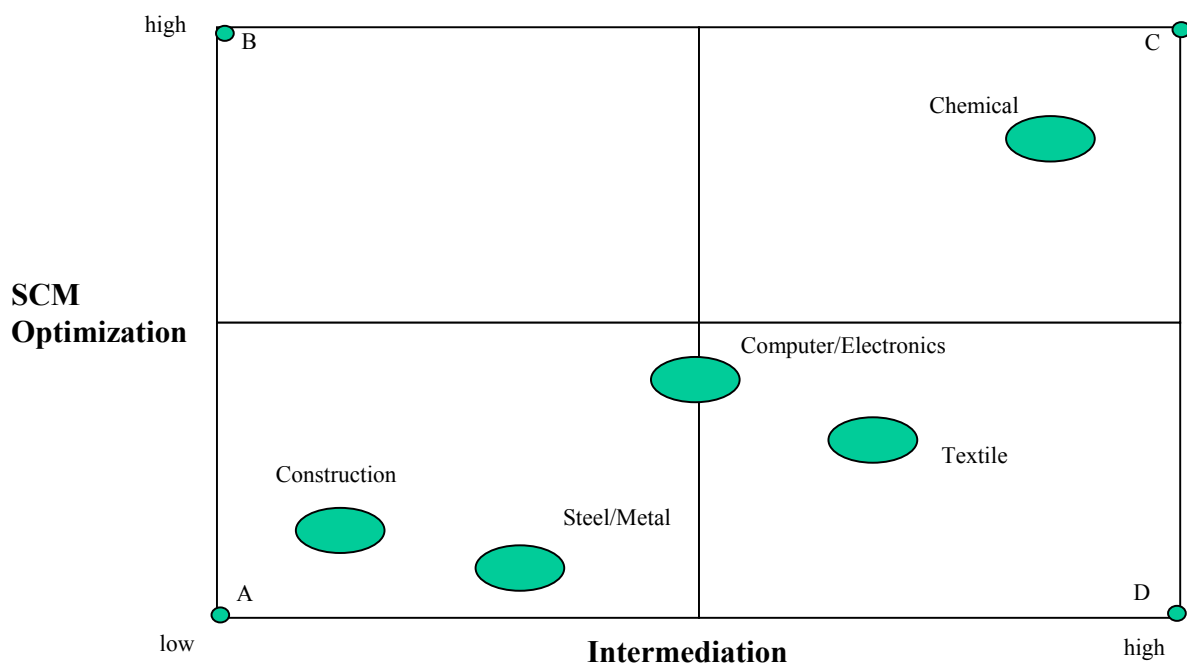 high
B
C
Chemical
SCM
Optimization
Computer/Electronics
Textile
Construction
Steel/Metal
A
D
low
Intermediation
high